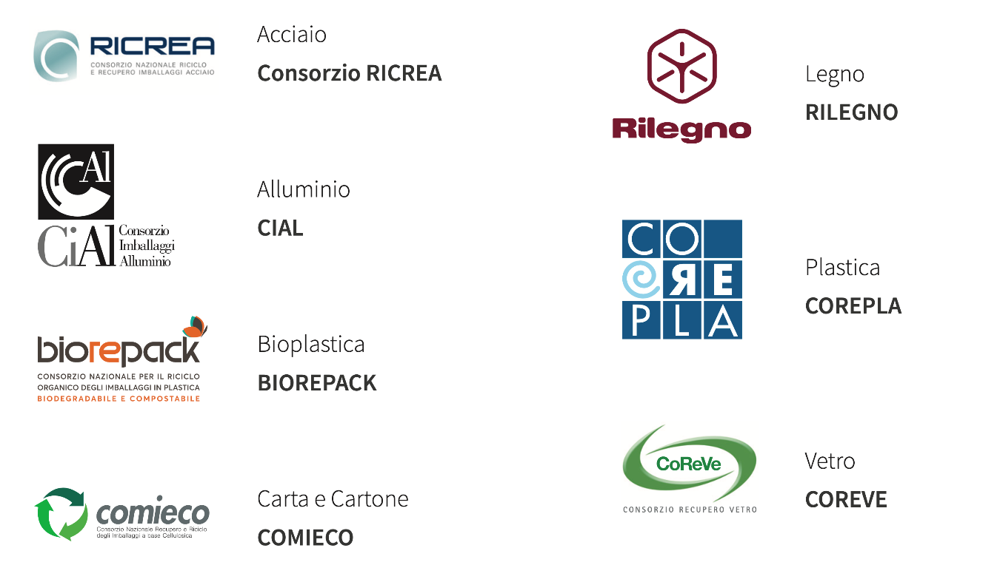 RICREA
CONSORZIO NAZIONALE RICICLO
E RECUPERO IMBALLAGGI ACCIAIO
Acciaio
Consorzio RICREA
Al
CiAl
Consorzio
Imballaggi
Alluminio
Alluminio
CIAL
biorepack
CONSORZIO NAZIONALE PER IL RICICLO
ORGANICO DEGLI IMBALLAGGI IN PLASTICA
BIODEGRADABILE E COMPOSTABILE
Bioplastica
BIOREPACK
comieco
Consorzio Nazionale Recupero e Riciclo
degli Imballaggi a base Cellulosica
Carta e Cartone
COMIECO
Rilegno
Legno
RILEGNO
CO
RE
PLA
Plastica
COREPLA
CoReVe
CONSORZIO RECUPERO VETRO
Vetro
COREVE